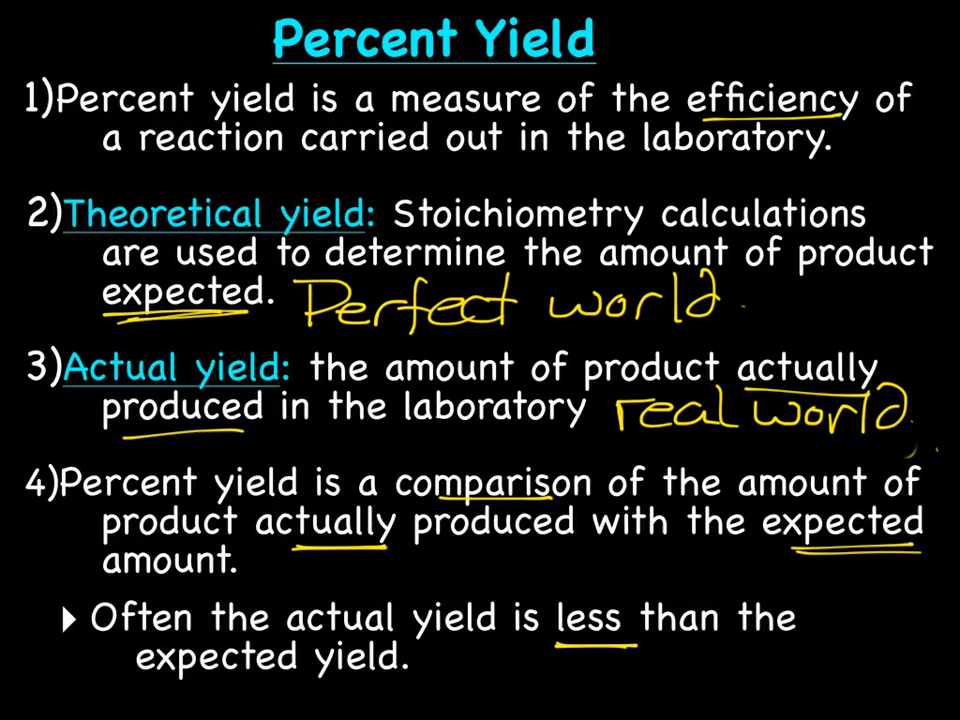 Percent Yield
1)Percent yield is a measure of the efficiency of
a reaction carried out in the laboratory.
2)Theoretical yield: Stoichiometry calculations
are used to determine the amount of product
expected. Perfect world.
3)Actual yield: the amount of product actually
produced in the laboratory real world.
4)Percent yield is a comparison of the amount of
product actually produced with the expected
amount.
Often the actual yield is less than the
expected yield.